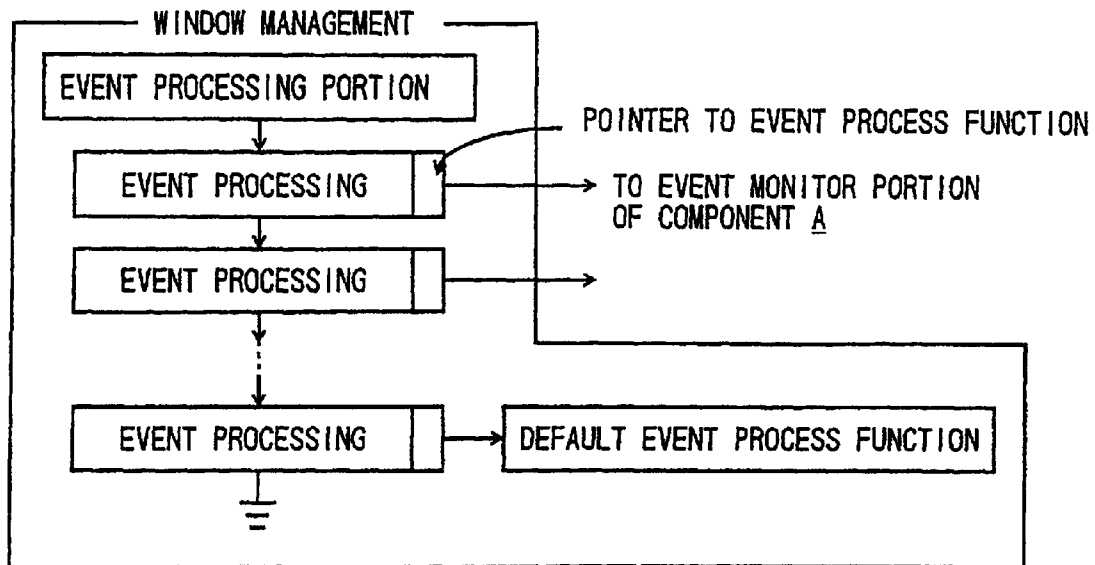 WINDOW MANAGEMENT
EVENT PROCESSING PORTION
POINTER TO EVENT PROCESS FUNCTION
EVENT PROCESSING
TO EVENT MONITOR PORTION
OF COMPONENT A
EVENT PROCESSING
EVENT PROCESSING
DEFAULT EVENT PROCESS FUNCTION